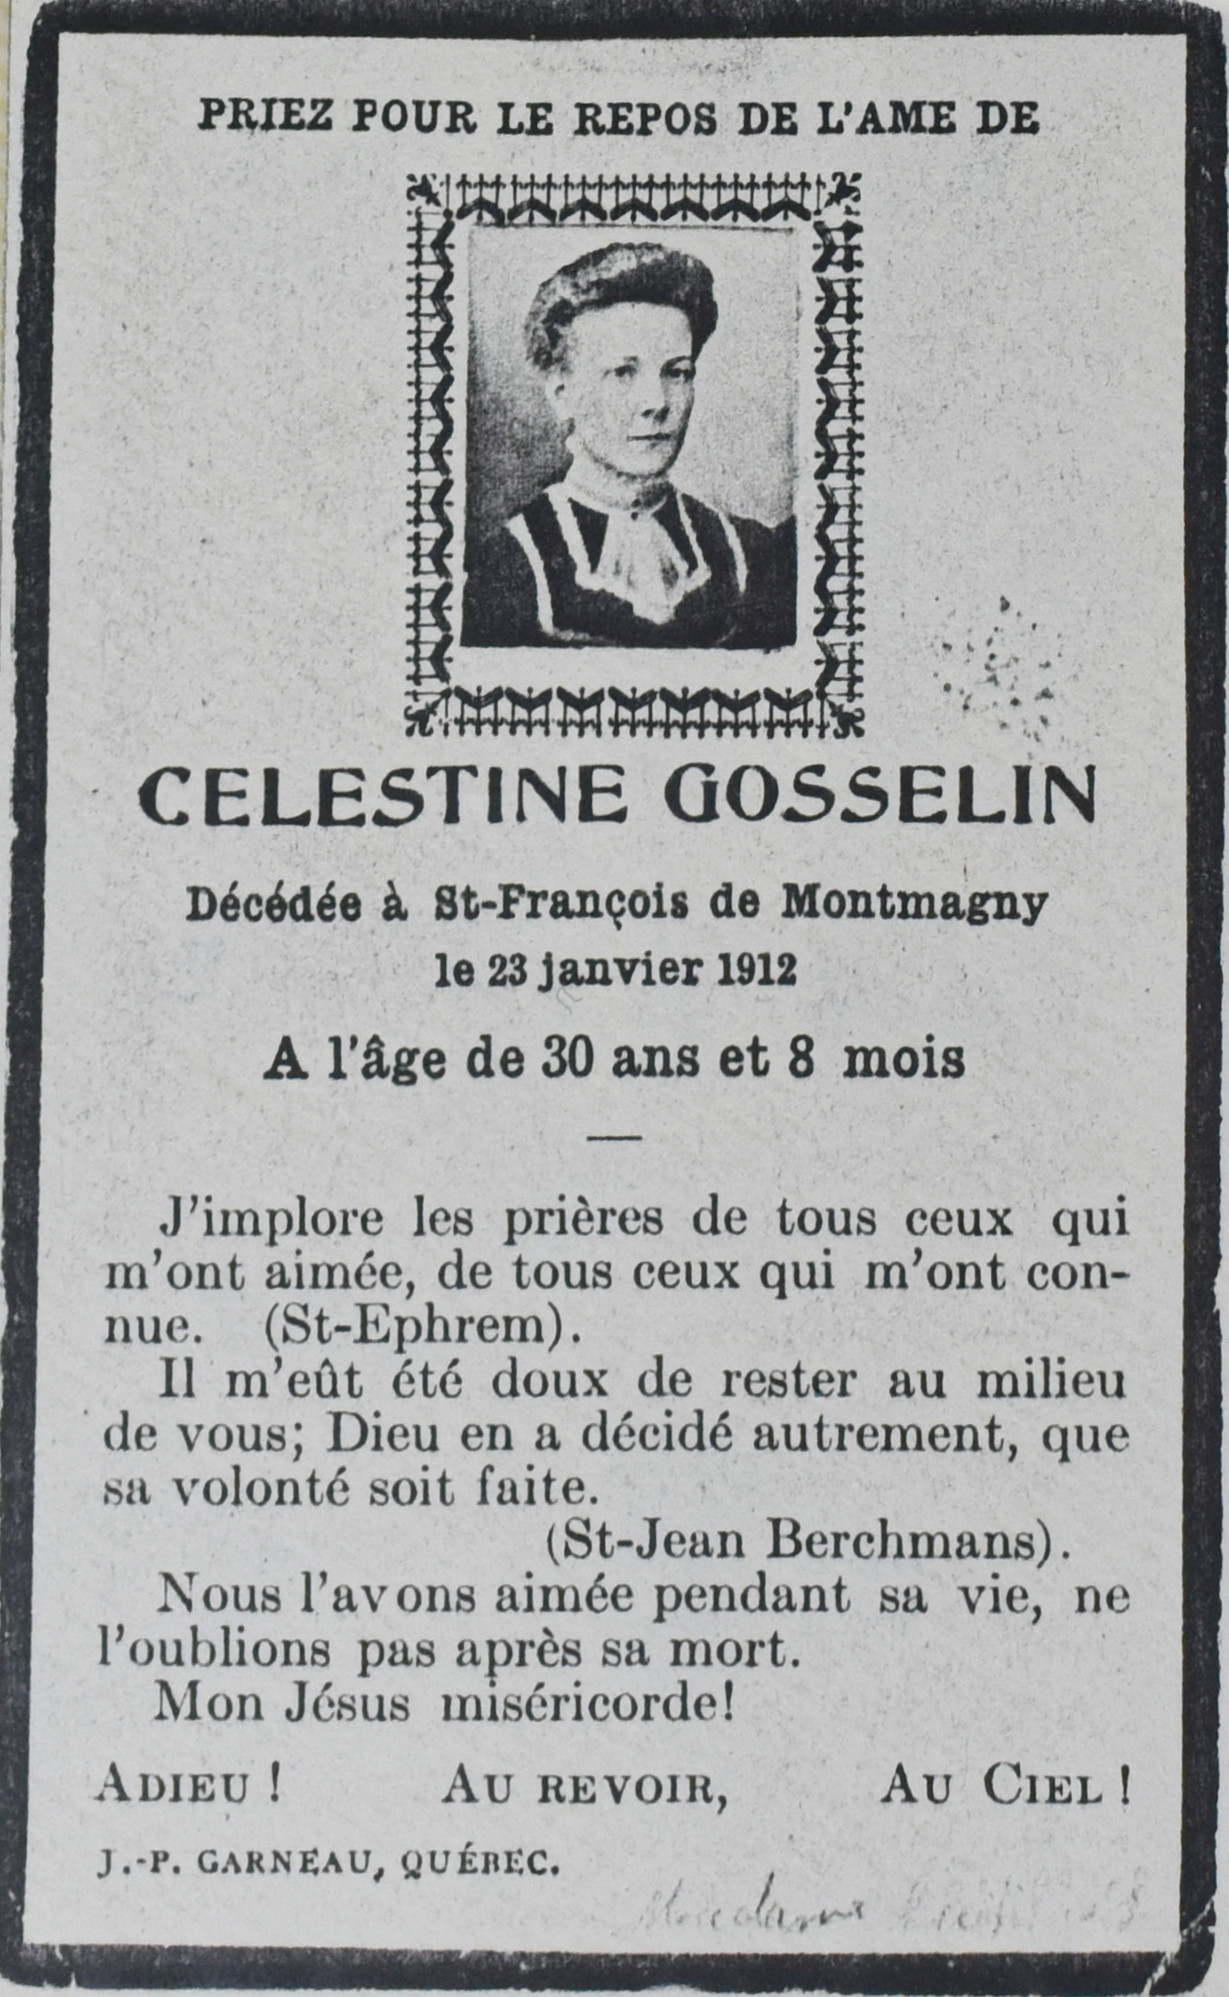 PRIEZ POUR LE REPOS DE L'AME DE
CELESTINE GOSSELIN
Décédée à St-François de Montmagny
le 23 janvier 1912
A l'âge de 30 ans et 8 mois
J'implore les prières de tous ceux qui
m'ont aimée, de tous ceux qui m'ont con-
nue. (St-Ephrem).
Il m'eût été doux de rester au milieu
de vous; Dieu en a décidé autrement, que
sa volonté soit faite.
(St-Jean Berchmans).
Nous l'avons aimée pendant sa vie, ne
l'oublions pas après sa mort.
Mon Jésus miséricorde!
ADIEU ! AU REVOIR, AU CIEL !
J.-P. GARNEAU, QUÉBEC.
Madame